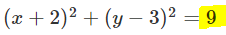 (x + 2)² + (y − 3)² = 9